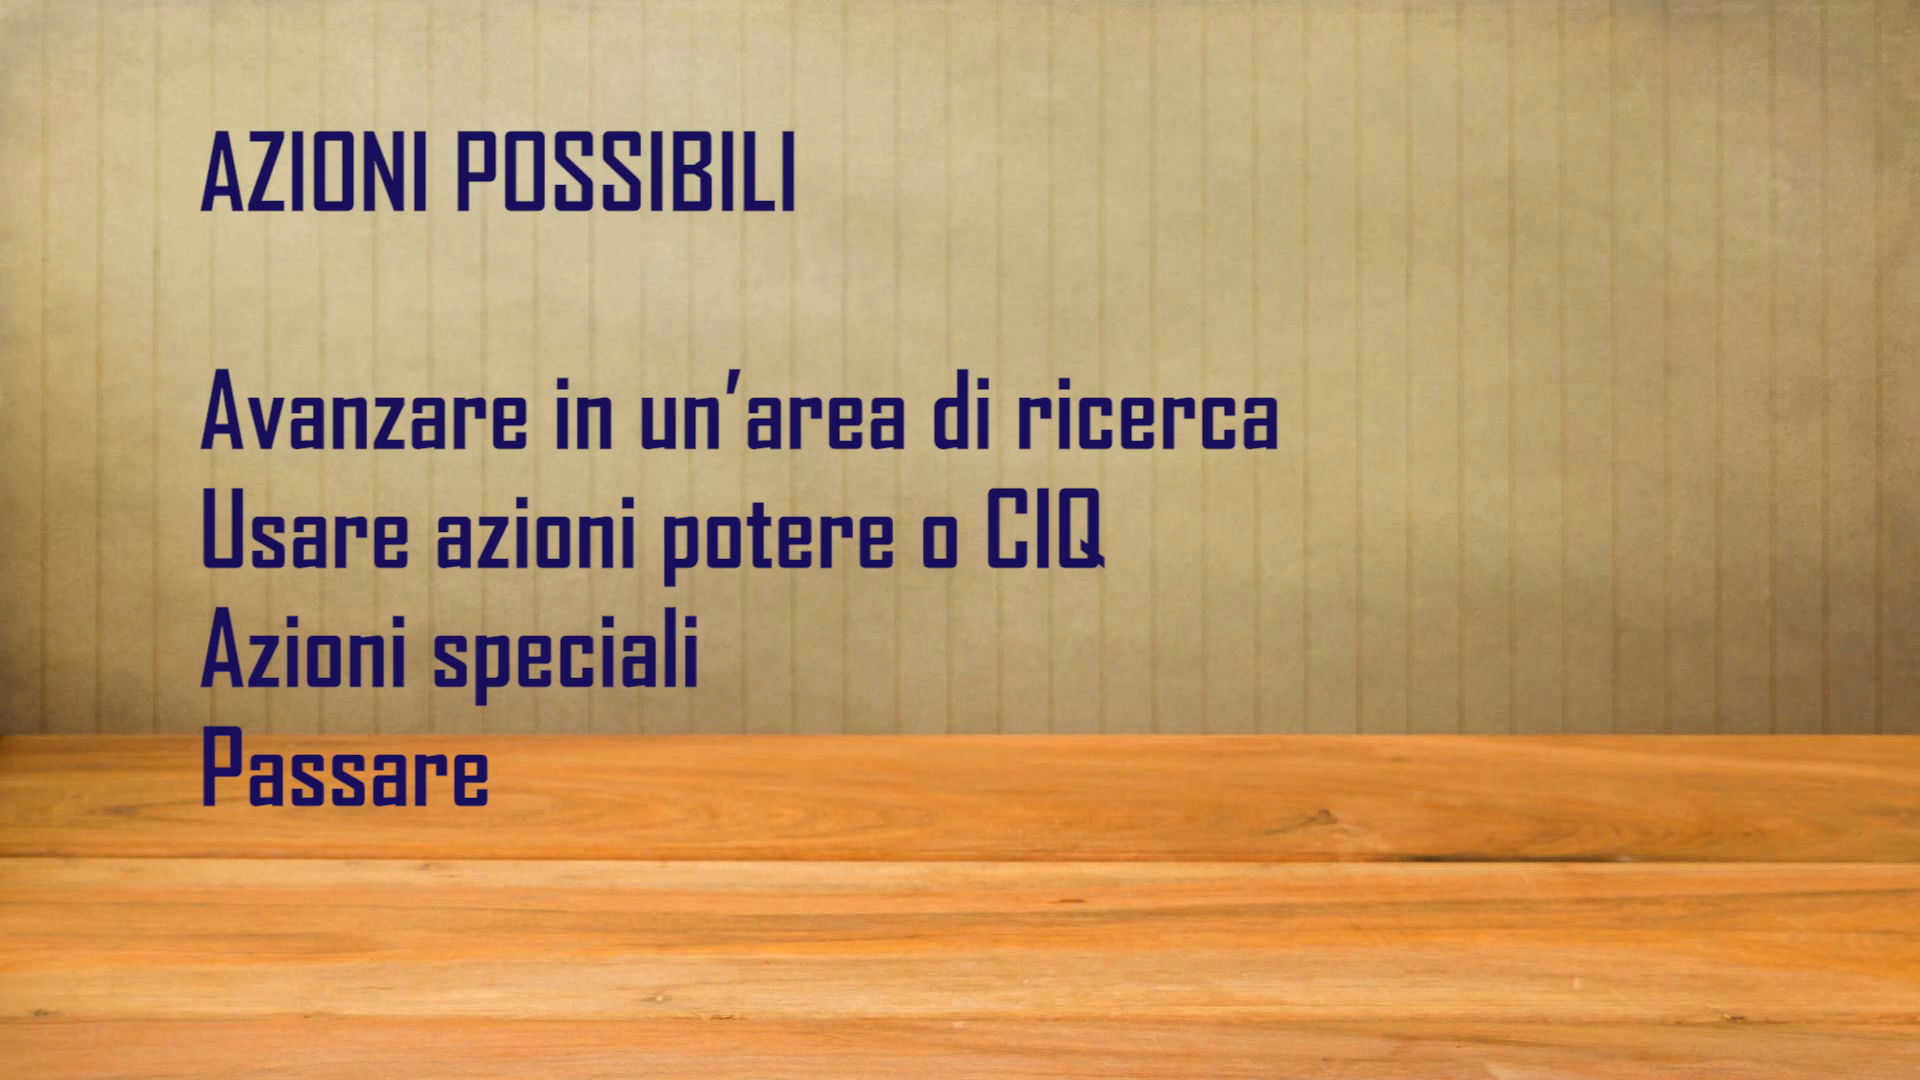 AZIONI POSSIBILI
Avanzare in un’area di ricerca
Usare azioni potere o CIQ
Azioni speciali
Passare